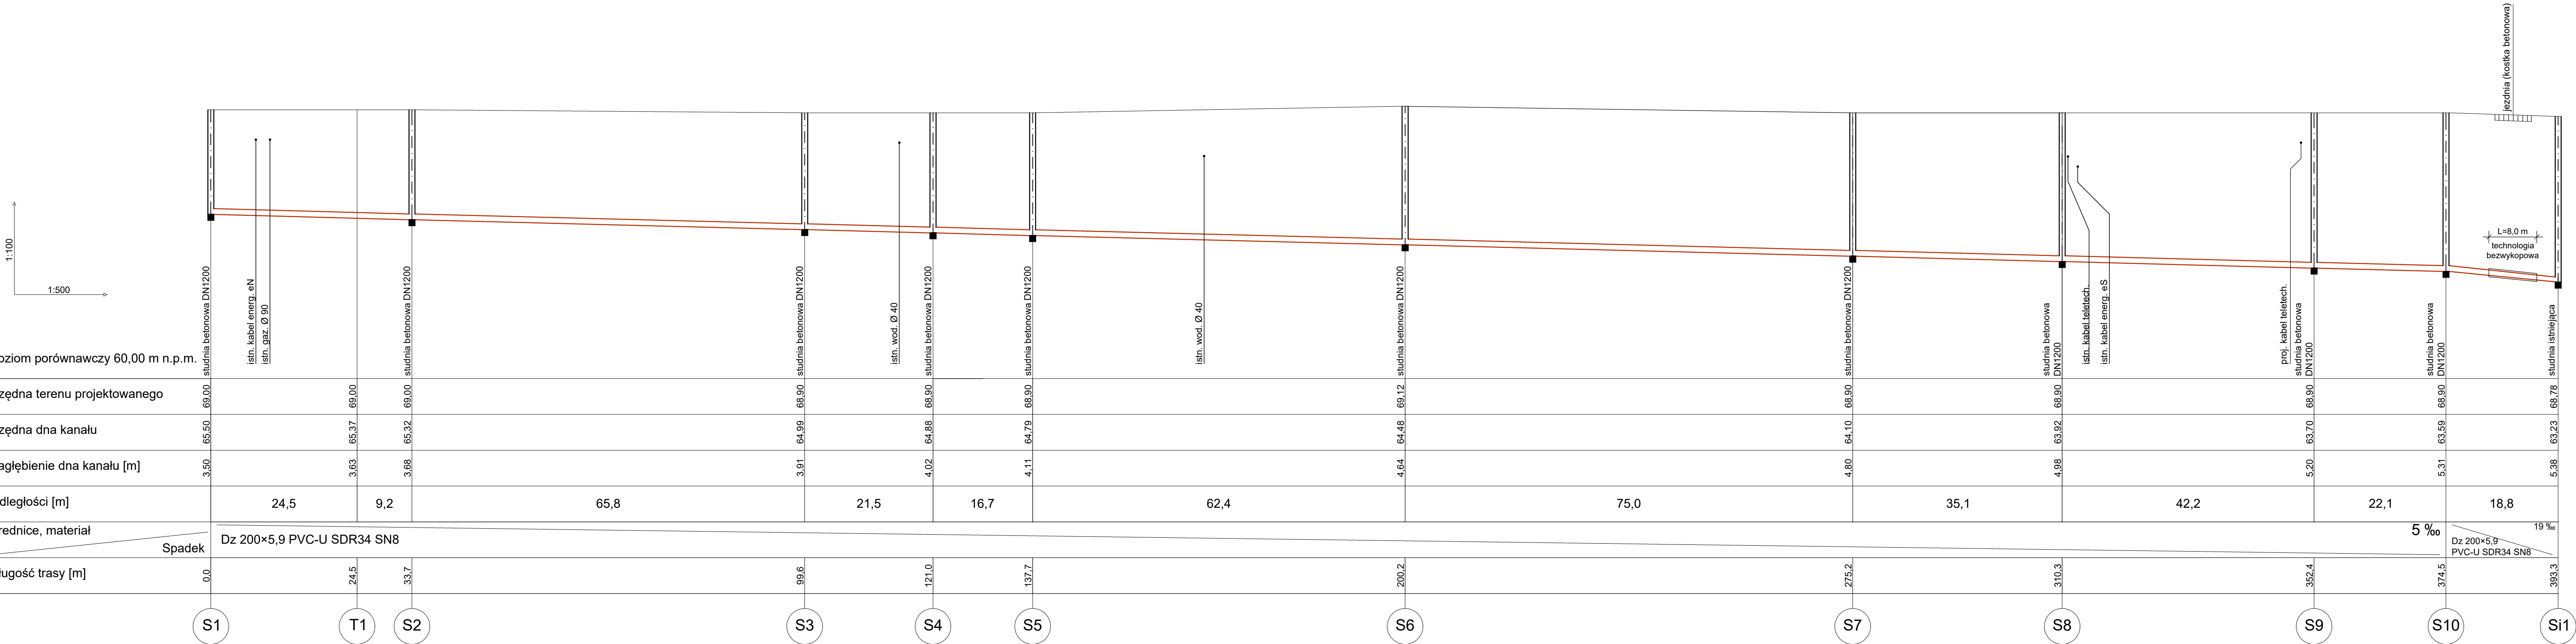 jezdnia (kostka betonowa)
1:100
1:500
L=8,0 m
technologia
bezwykopowa
studnia betonowa DN1200
istn. kabel energ. eN
istn. gaz. Ø 90
studnia betonowa DN1200
studnia betonowa DN1200
istn. wod. Ø 40
studnia betonowa DN1200
studnia betonowa DN1200
istn. wod. Ø 40
studnia betonowa DN1200
studnia betonowa DN1200
studnia betonowa
DN1200
istn. kabel teletech.
istn. kabel energ. eS
proj. kabel teletech.
studnia betonowa
DN1200
studnia betonowa
DN1200
studnia istniejąca
oziom porównawczy 60,00 m n.p.m.
zędna terenu projektowanego
69,00 69,00 69,00 68,90 68,90 68,90 69,12 68,90 68,90 68,90 68,90 68,78
zędna dna kanału
65,50 65,37 65,32 64,99 64,88 64,79 64,48 64,10 63,92 63,70 63,59 63,23
agłębienie dna kanału [m]
3,50 3,63 3,68 3,91 4,02 4,11 4,64 4,80 4,98 5,20 5,31 5,38
dległości [m]
24,5 9,2 65,8 21,5 16,7 62,4 75,0 35,1 42,2 22,1 18,8
rednice, materiał
Spadek
Dz 200×5,9 PVC-U SDR34 SN8
5 ‰
19 ‰
Dz 200×5,9
PVC-U SDR34 SN8
ługość trasy [m]
0,0 24,5 33,7 99,6 121,0 137,7 200,2 275,2 310,3 352,4 374,5 393,3
S1 T1 S2 S3 S4 S5 S6 S7 S8 S9 S10 Si1